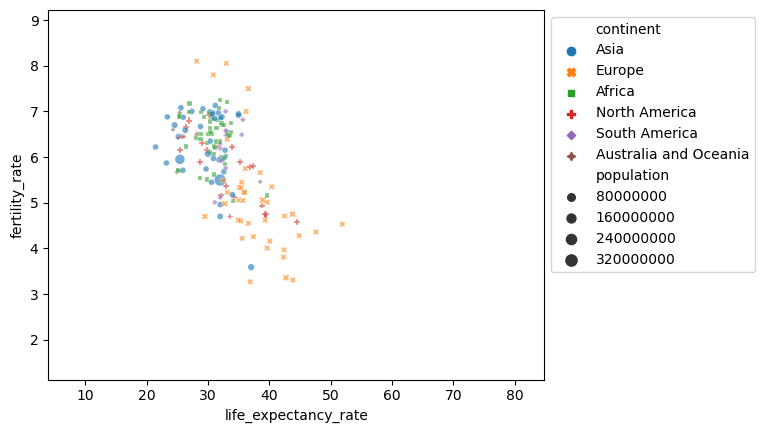 9
8
7
6
5
4
3
2
fertility_rate
10 20 30 40 50 60 70 80
life_expectancy_rate
continent
Asia
Europe
Africa
North America
South America
Australia and Oceania
population
80000000
160000000
240000000
320000000